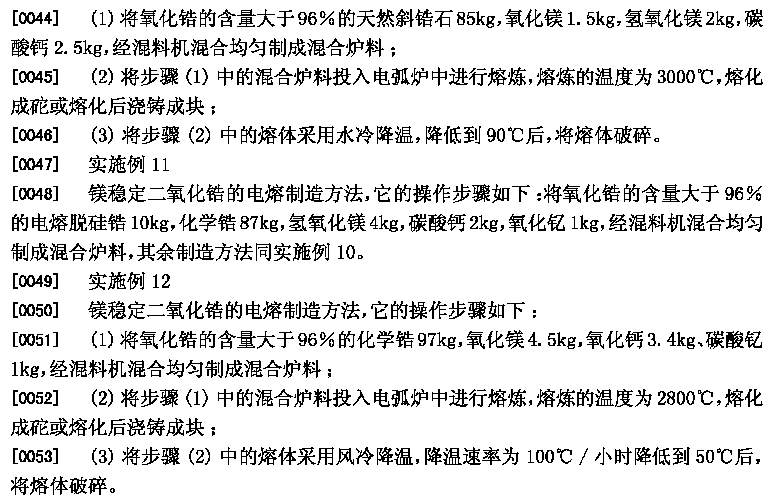 [0044] (1) 将氧化锆的含量大于96%的天然斜锆石85kg,氧化镁1.5kg,氢氧化镁2kg,碳
酸钙2.5kg,经混料机混合均匀制成混合炉料;
[0045] (2) 将步骤(1)中的混合炉料投入电弧炉中进行熔炼,熔炼的温度为3000℃,熔化
成砣或熔化后浇铸成块;
[0046] (3) 将步骤(2)中的熔体采用水冷降温,降低到90℃后,将熔体破碎。
[0047] 实施例11
[0048] 镁稳定二氧化锆的电熔制造方法,它的操作步骤如下:将氧化锆的含量大于96%
的电熔脱硅锆10kg,化学锆87kg,氢氧化镁4kg,碳酸钙2kg,氧化钇1kg,经混料机混合均匀
制成混合炉料,其余制造方法同实施例10。
[0049] 实施例12
[0050] 镁稳定二氧化锆的电熔制造方法,它的操作步骤如下:
[0051] (1) 将氧化锆的含量大于96%的化学锆97kg,氧化镁4.5kg,氧化钙3.4kg、碳酸钇
1kg,经混料机混合均匀制成混合炉料;
[0052] (2) 将步骤(1)中的混合炉料投入电弧炉中进行熔炼,熔炼的温度为2800℃,熔化
成砣或熔化后浇铸成块;
[0053] (3) 将步骤(2)中的熔体采用风冷降温,降温速率为100℃/小时降低到50℃后,
将熔体破碎。